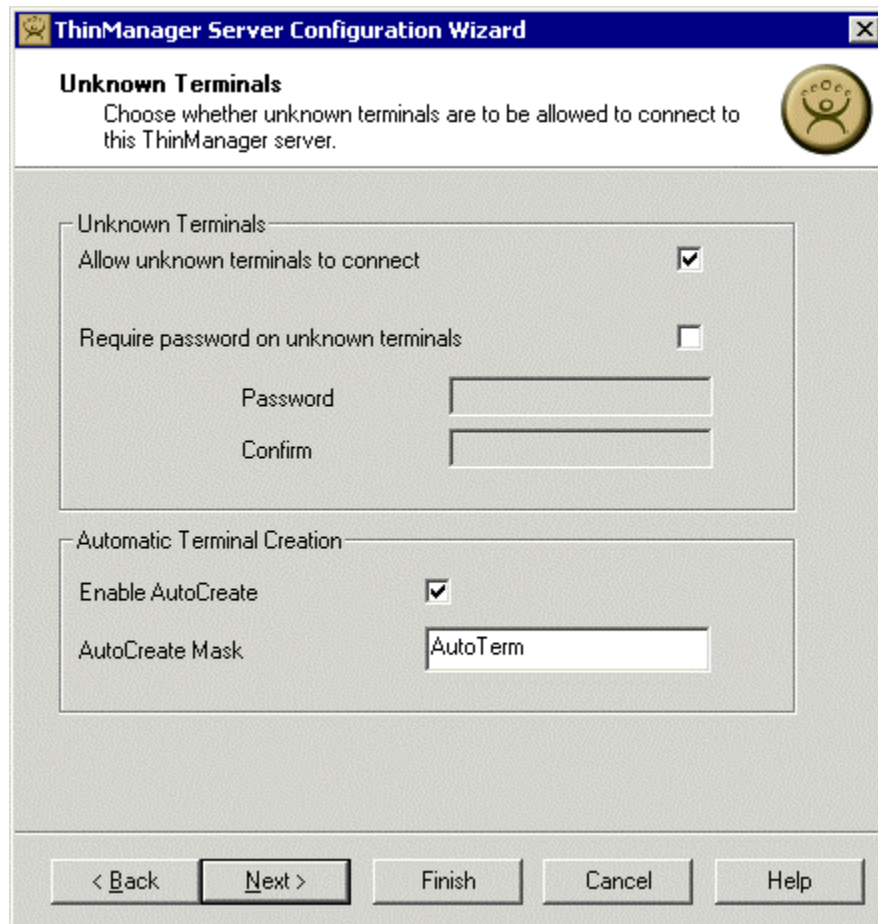 ThinManager Server Configuration Wizard
Unknown Terminals
Choose whether unknown terminals are to be allowed to connect to
this ThinManager server.
Unknown Terminals
Allow unknown terminals to connect
Require password on unknown terminals
Password
Confirm
Automatic Terminal Creation
Enable AutoCreate
AutoCreate Mask AutoTerm
< Back Next > Finish Cancel Help